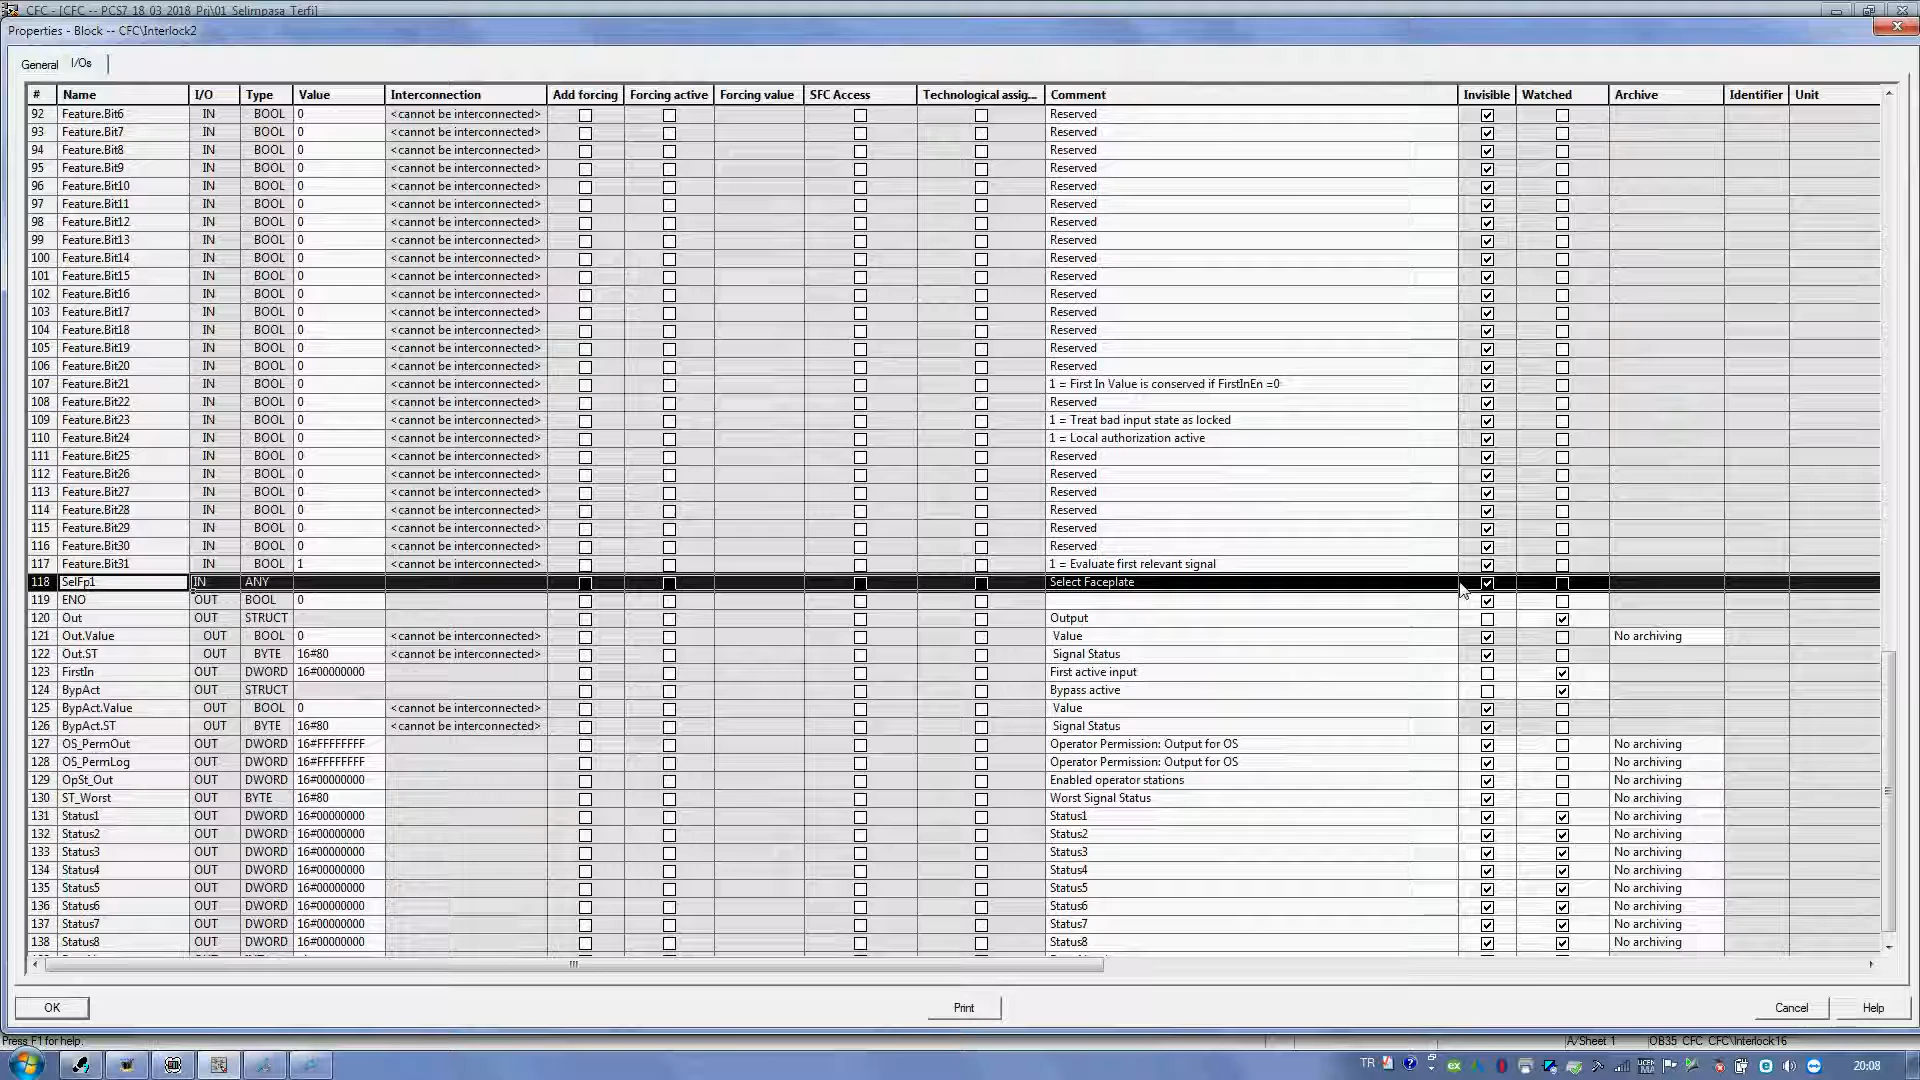 CFC - [CFC -- PCS7_18_03_2018_Prj\01_Selimpasa_Terfi]
Properties - Block -- CFC\Interlock2
General I/Os
# Name I/O Type Value Interconnection Add forcing Forcing active Forcing value SFC Access Technological assig... Comment Invisible Watched Archive Identifier Unit
92 Feature.Bit6 IN BOOL 0 <cannot be interconnected> Reserved
93 Feature.Bit7 IN BOOL 0 <cannot be interconnected> Reserved
94 Feature.Bit8 IN BOOL 0 <cannot be interconnected> Reserved
95 Feature.Bit9 IN BOOL 0 <cannot be interconnected> Reserved
96 Feature.Bit10 IN BOOL 0 <cannot be interconnected> Reserved
97 Feature.Bit11 IN BOOL 0 <cannot be interconnected> Reserved
98 Feature.Bit12 IN BOOL 0 <cannot be interconnected> Reserved
99 Feature.Bit13 IN BOOL 0 <cannot be interconnected> Reserved
100 Feature.Bit14 IN BOOL 0 <cannot be interconnected> Reserved
101 Feature.Bit15 IN BOOL 0 <cannot be interconnected> Reserved
102 Feature.Bit16 IN BOOL 0 <cannot be interconnected> Reserved
103 Feature.Bit17 IN BOOL 0 <cannot be interconnected> Reserved
104 Feature.Bit18 IN BOOL 0 <cannot be interconnected> Reserved
105 Feature.Bit19 IN BOOL 0 <cannot be interconnected> Reserved
106 Feature.Bit20 IN BOOL 0 <cannot be interconnected> Reserved
107 Feature.Bit21 IN BOOL 0 <cannot be interconnected> 1 = First In Value is conserved if FirstInEn =0
108 Feature.Bit22 IN BOOL 0 <cannot be interconnected> Reserved
109 Feature.Bit23 IN BOOL 0 <cannot be interconnected> 1 = Treat bad input state as locked
110 Feature.Bit24 IN BOOL 0 <cannot be interconnected> 1 = Local authorization active
111 Feature.Bit25 IN BOOL 0 <cannot be interconnected> Reserved
112 Feature.Bit26 IN BOOL 0 <cannot be interconnected> Reserved
113 Feature.Bit27 IN BOOL 0 <cannot be interconnected> Reserved
114 Feature.Bit28 IN BOOL 0 <cannot be interconnected> Reserved
115 Feature.Bit29 IN BOOL 0 <cannot be interconnected> Reserved
116 Feature.Bit30 IN BOOL 0 <cannot be interconnected> Reserved
117 Feature.Bit31 IN BOOL 1 <cannot be interconnected> 1 = Evaluate first relevant signal
118 SelFp1 IN ANY Select Faceplate
119 ENO OUT BOOL 0
120 Out OUT STRUCT Output
121 Out.Value OUT BOOL 0 <cannot be interconnected> Value No archiving
122 Out.ST OUT BYTE 16#80 <cannot be interconnected> Signal Status
123 FirstIn OUT DWORD 16#00000000 First active input
124 BypAct OUT STRUCT Bypass active
125 BypAct.Value OUT BOOL 0 <cannot be interconnected> Value
126 BypAct.ST OUT BYTE 16#80 <cannot be interconnected> Signal Status
127 OS_PermOut OUT DWORD 16#FFFFFFFF Operator Permission: Output for OS No archiving
128 OS_PermLog OUT DWORD 16#FFFFFFFF Operator Permission: Output for OS No archiving
129 OpSt_Out OUT DWORD 16#00000000 Enabled operator stations No archiving
130 ST_Worst OUT BYTE 16#80 Worst Signal Status No archiving
131 Status1 OUT DWORD 16#00000000 Status1 No archiving
132 Status2 OUT DWORD 16#00000000 Status2 No archiving
133 Status3 OUT DWORD 16#00000000 Status3 No archiving
134 Status4 OUT DWORD 16#00000000 Status4 No archiving
135 Status5 OUT DWORD 16#00000000 Status5 No archiving
136 Status6 OUT DWORD 16#00000000 Status6 No archiving
137 Status7 OUT DWORD 16#00000000 Status7 No archiving
138 Status8 OUT DWORD 16#00000000 Status8 No archiving
OK Print Cancel Help
Press F1 for help. A/Sheet 1 OB35 CFC CFC\Interlock16
TR 20:08